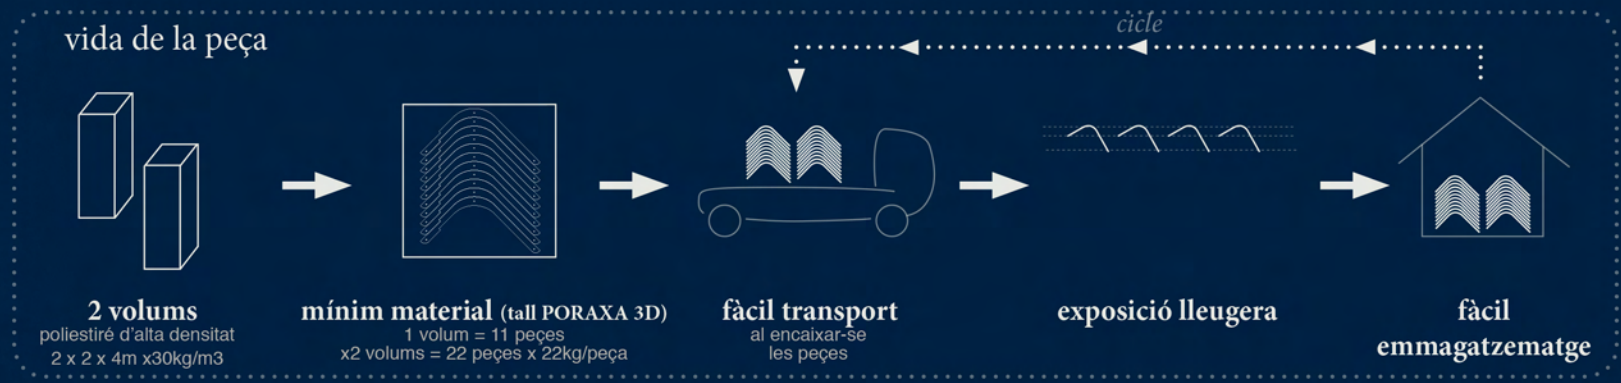 vida de la peça
cicle
2 volums
poliestiré d'alta densitat
2 x 2 x 4m x30kg/m3
mínim material (tall PORAXA 3D)
1 volum = 11 peçes
x2 volums = 22 peçes x 22kg/peça
fàcil transport
al encaixar-se
les peçes
exposició lleugera
fàcil
emmagatzematge